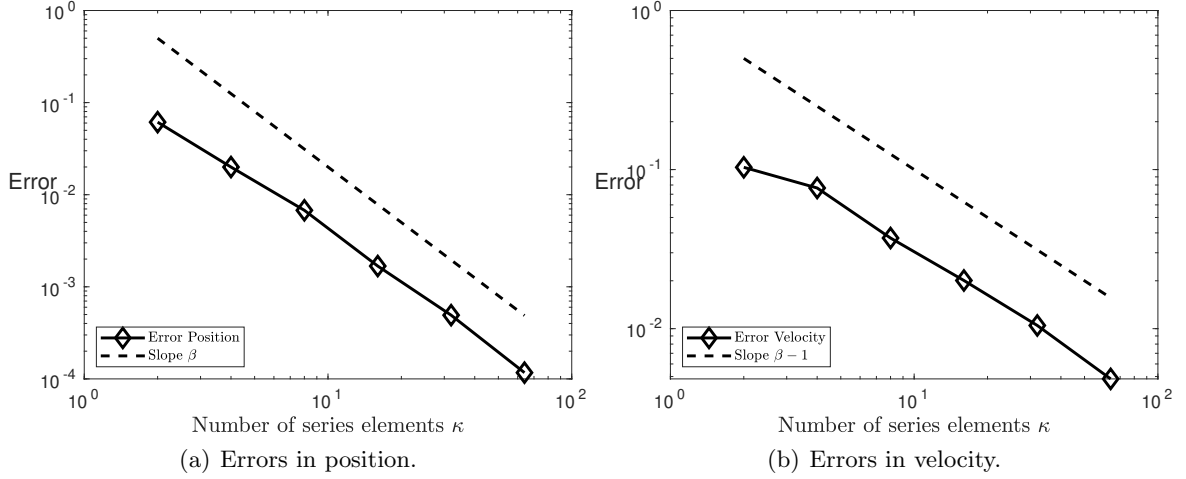 10^0
10^-1
Error
10^-2
10^-3
10^-4
Error Position
Slope β
10^0
10^1
10^2
Number of series elements κ
(a) Errors in position.
10^0
10^-1
Error
10^-2
Error Velocity
Slope β − 1
10^0
10^1
10^2
Number of series elements κ
(b) Errors in velocity.